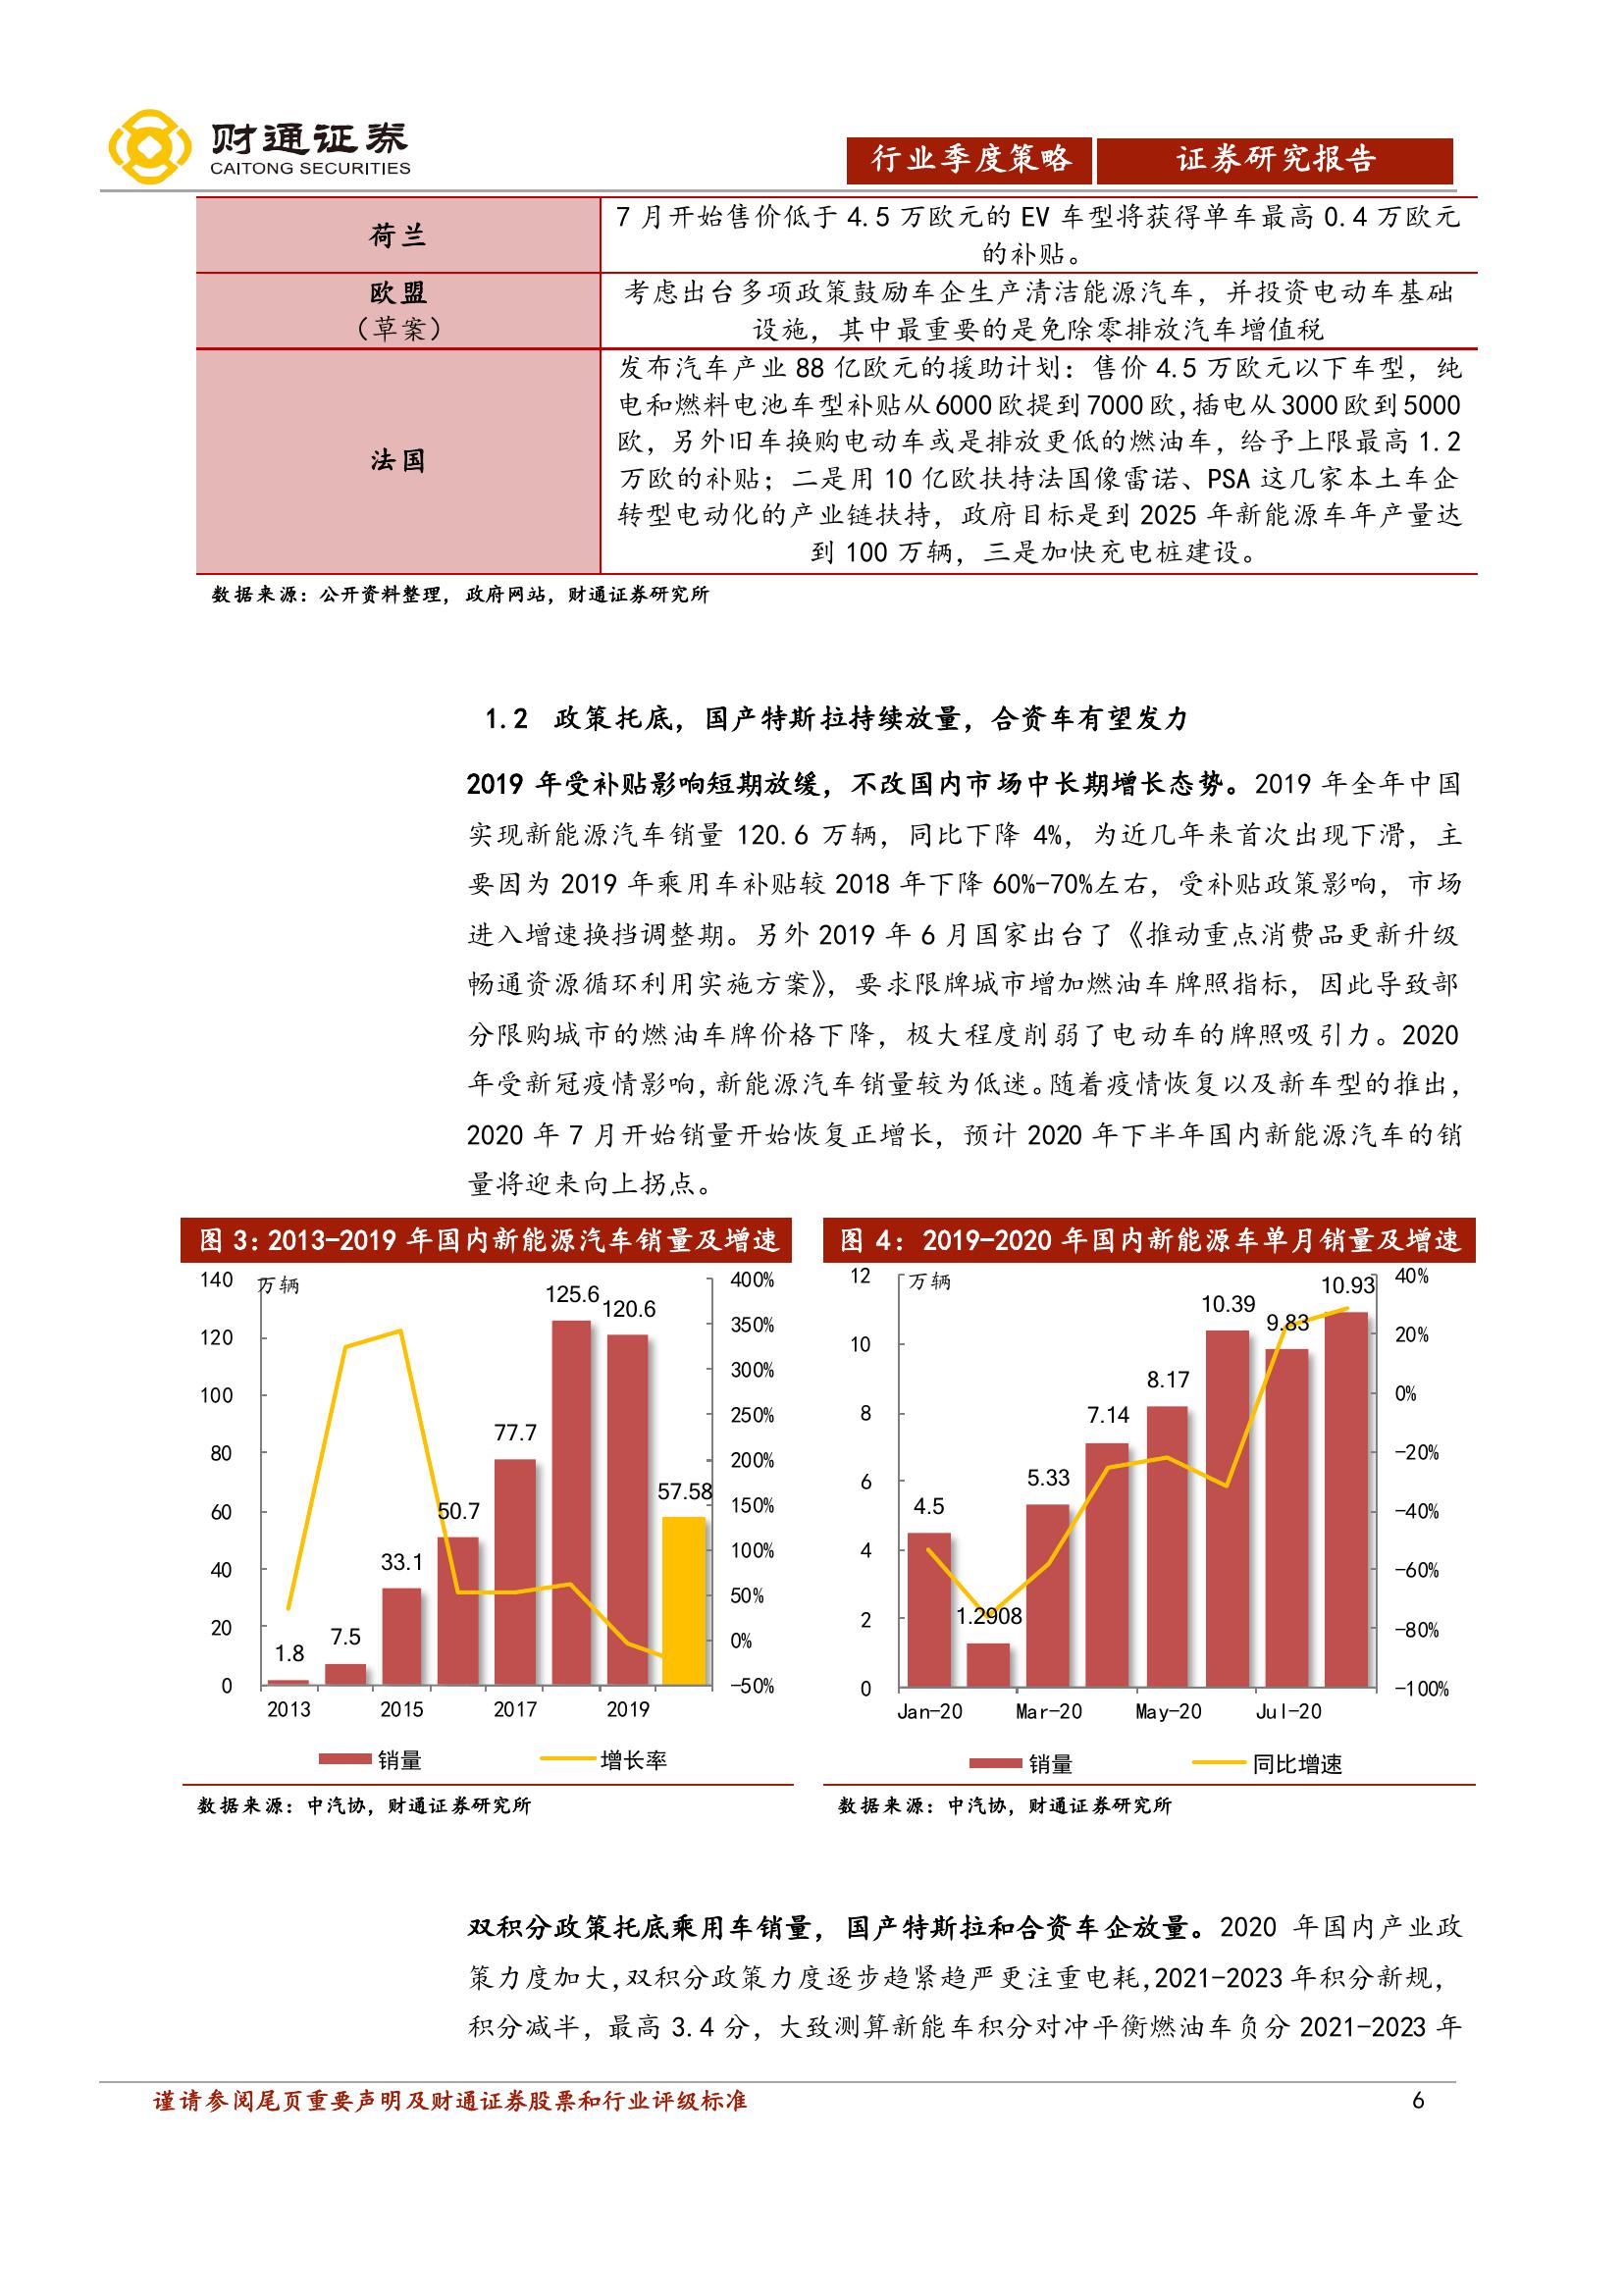 财通证券
CAITONG SECURITIES
行业季度策略
证券研究报告
荷兰
7 月开始售价低于 4.5 万欧元的 EV 车型将获得单车最高 0.4 万欧元
的补贴。
欧盟
（草案）
考虑出台多项政策鼓励车企生产清洁能源汽车，并投资电动车基础
设施，其中最重要的是免除零排放汽车增值税
法国
发布汽车产业 88 亿欧元的援助计划：售价 4.5 万欧元以下车型，纯
电和燃料电池车型补贴从 6000 欧提到 7000 欧，插电从 3000 欧到 5000
欧，另外旧车换购电动车或是排放更低的燃油车，给予上限最高 1.2
万欧的补贴；二是用 10 亿欧扶持法国像雷诺、PSA 这几家本土车企
转型电动化的产业链扶持，政府目标是到 2025 年新能源车年产量达
到 100 万辆，三是加快充电桩建设。
数据来源：公开资料整理，政府网站，财通证券研究所
1.2 政策托底，国产特斯拉持续放量，合资车有望发力
2019 年受补贴影响短期放缓，不改国内市场中长期增长态势。2019 年全年中国
实现新能源汽车销量 120.6 万辆，同比下降 4%，为近几年来首次出现下滑，主
要因为 2019 年乘用车补贴较 2018 年下降 60%-70%左右，受补贴政策影响，市场
进入增速换挡调整期。另外 2019 年 6 月国家出台了《推动重点消费品更新升级
畅通资源循环利用实施方案》，要求限牌城市增加燃油车牌照指标，因此导致部
分限购城市的燃油车牌价格下降，极大程度削弱了电动车的牌照吸引力。2020
年受新冠疫情影响，新能源汽车销量较为低迷。随着疫情恢复以及新车型的推出，
2020 年 7 月开始销量开始恢复正增长，预计 2020 年下半年国内新能源汽车的销
量将迎来向上拐点。
图 3：2013-2019 年国内新能源汽车销量及增速
万辆
140
120
100
80
60
40
20
0
400%
350%
300%
250%
200%
150%
100%
50%
0%
-50%
1.8
7.5
33.1
50.7
77.7
125.6
120.6
57.58
2013
2015
2017
2019
销量
增长率
数据来源：中汽协，财通证券研究所
图 4： 2019-2020 年国内新能源车单月销量及增速
万辆
12
10
8
6
4
2
0
40%
20%
0%
-20%
-40%
-60%
-80%
-100%
4.5
1.2908
5.33
7.14
8.17
10.39
9.83
10.93
Jan-20
Mar-20
May-20
Jul-20
销量
同比增速
数据来源：中汽协，财通证券研究所
双积分政策托底乘用车销量，国产特斯拉和合资车企放量。2020 年国内产业政
策力度加大，双积分政策力度逐步趋紧趋严更注重电耗，2021-2023 年积分新规，
积分减半，最高 3.4 分，大致测算新能车积分对冲平衡燃油车负分 2021-2023 年
谨请参阅尾页重要声明及财通证券股票和行业评级标准
6